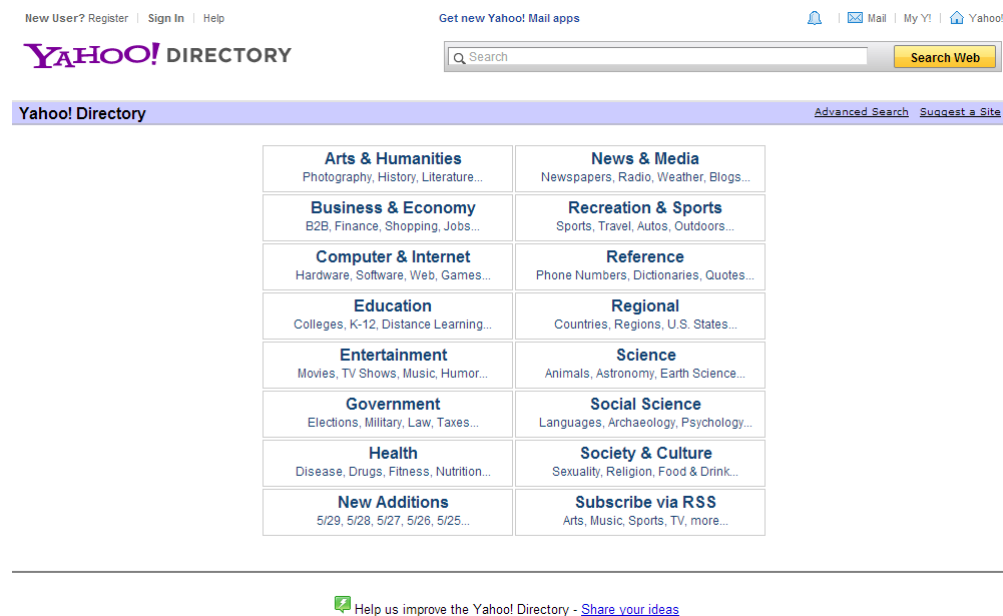 New User? Register | Sign In | Help
Get new Yahoo! Mail apps
Mail | My Y! | Yahoo!
YAHOO! DIRECTORY
Search
Search Web
Yahoo! Directory
Advanced Search Suggest a Site
Arts & Humanities
Photography, History, Literature...
News & Media
Newspapers, Radio, Weather, Blogs...
Business & Economy
B2B, Finance, Shopping, Jobs...
Recreation & Sports
Sports, Travel, Autos, Outdoors...
Computer & Internet
Hardware, Software, Web, Games...
Reference
Phone Numbers, Dictionaries, Quotes...
Education
Colleges, K-12, Distance Learning...
Regional
Countries, Regions, U.S. States...
Entertainment
Movies, TV Shows, Music, Humor...
Science
Animals, Astronomy, Earth Science...
Government
Elections, Military, Law, Taxes...
Social Science
Languages, Archaeology, Psychology...
Health
Disease, Drugs, Fitness, Nutrition...
Society & Culture
Sexuality, Religion, Food & Drink...
New Additions
5/29, 5/28, 5/27, 5/26, 5/25...
Subscribe via RSS
Arts, Music, Sports, TV, more...
Help us improve the Yahoo! Directory - Share your ideas